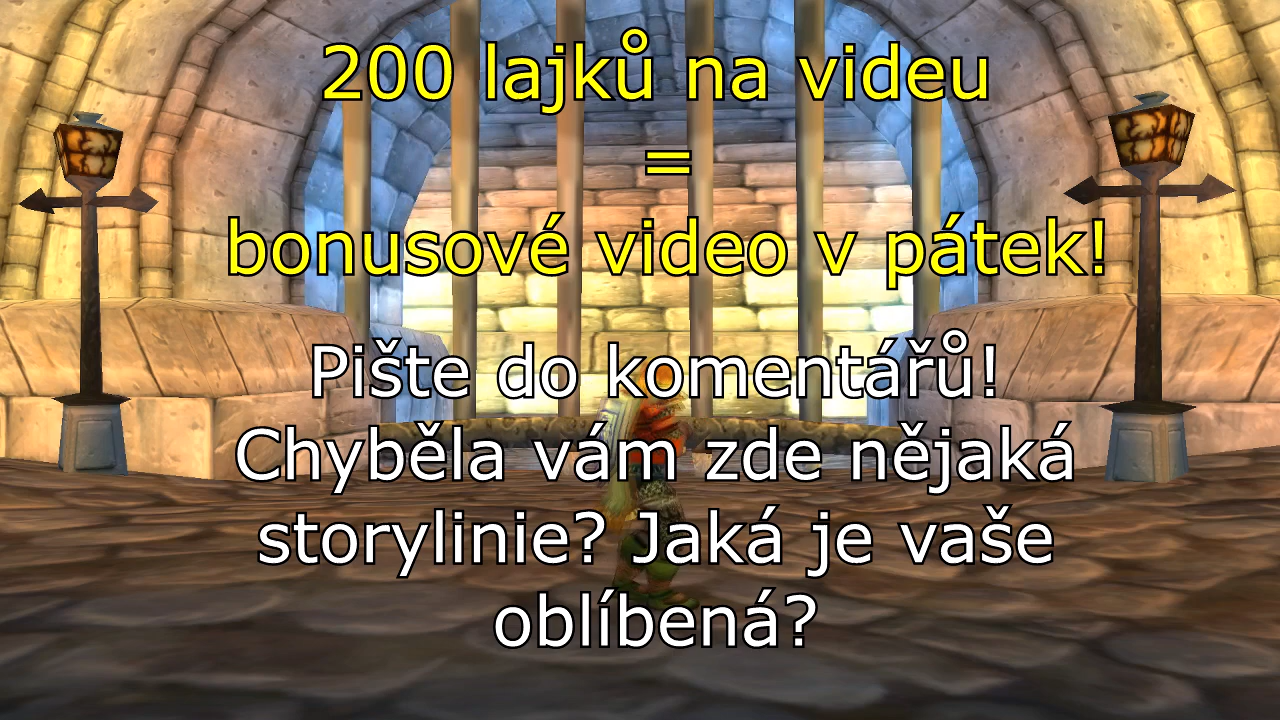 200 lajků na videu
=
bonusové video v pátek!
Pište do komentářů!
Chyběla vám zde nějaká
storylinie? Jaká je vaše
oblíbená?